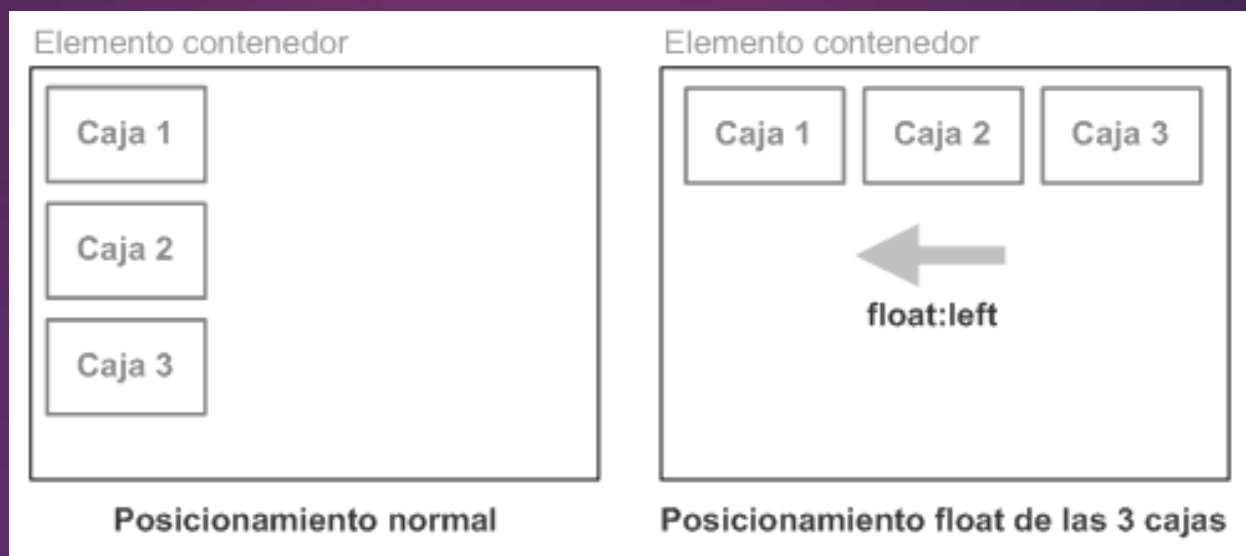 Elemento contenedor
Caja 1
Caja 2
Caja 3
Posicionamiento normal
Elemento contenedor
Caja 1 Caja 2 Caja 3
float:left
Posicionamiento float de las 3 cajas